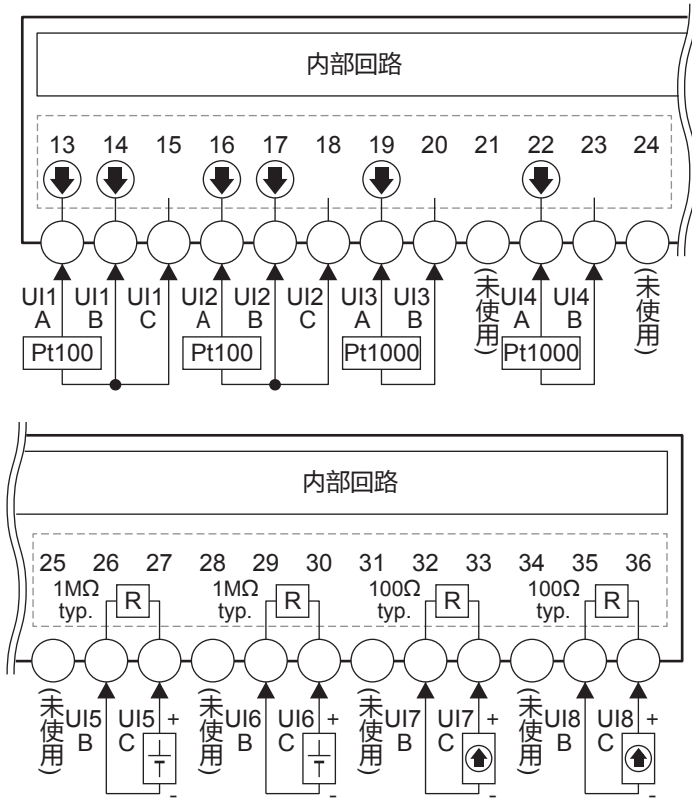 内部回路
13 14 15 16 17 18 19 20 21 22 23 24
UI1 A
UI1 B
UI1 C
UI2 A
UI2 B
UI2 C
UI3 A
UI3 B
(未使用)
UI4 A
UI4 B
(未使用)
Pt100
Pt100
Pt1000
Pt1000
内部回路
25 26 27 28 29 30 31 32 33 34 35 36
1MΩ typ.
R
1MΩ typ.
R
100Ω typ.
R
100Ω typ.
R
(未使用)
UI5 B
UI5 C
+
-
(未使用)
UI6 B
UI6 C
+
-
(未使用)
UI7 B
UI7 C
+
-
(未使用)
UI8 B
UI8 C
+
-